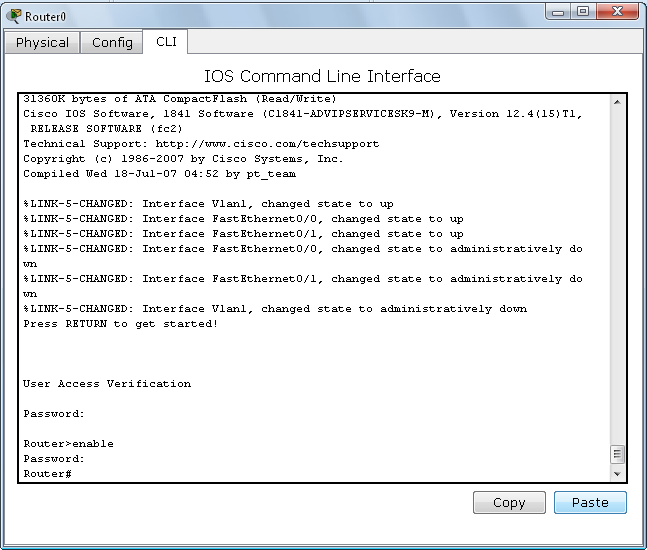 Router0
Physical Config CLI
IOS Command Line Interface
31360K bytes of ATA CompactFlash (Read/Write)
Cisco IOS Software, 1841 Software (C1841-ADVIPSERVICESK9-M), Version 12.4(15)T1,
RELEASE SOFTWARE (fc2)
Technical Support: http://www.cisco.com/techsupport
Copyright (c) 1986-2007 by Cisco Systems, Inc.
Compiled Wed 18-Jul-07 04:52 by pt_team
%LINK-5-CHANGED: Interface Vlan1, changed state to up
%LINK-5-CHANGED: Interface FastEthernet0/0, changed state to up
%LINK-5-CHANGED: Interface FastEthernet0/1, changed state to up
%LINK-5-CHANGED: Interface FastEthernet0/0, changed state to administratively do
wn
%LINK-5-CHANGED: Interface FastEthernet0/1, changed state to administratively do
wn
%LINK-5-CHANGED: Interface Vlan1, changed state to administratively down
Press RETURN to get started!
User Access Verification
Password:
Router>enable
Password:
Router#
Copy Paste